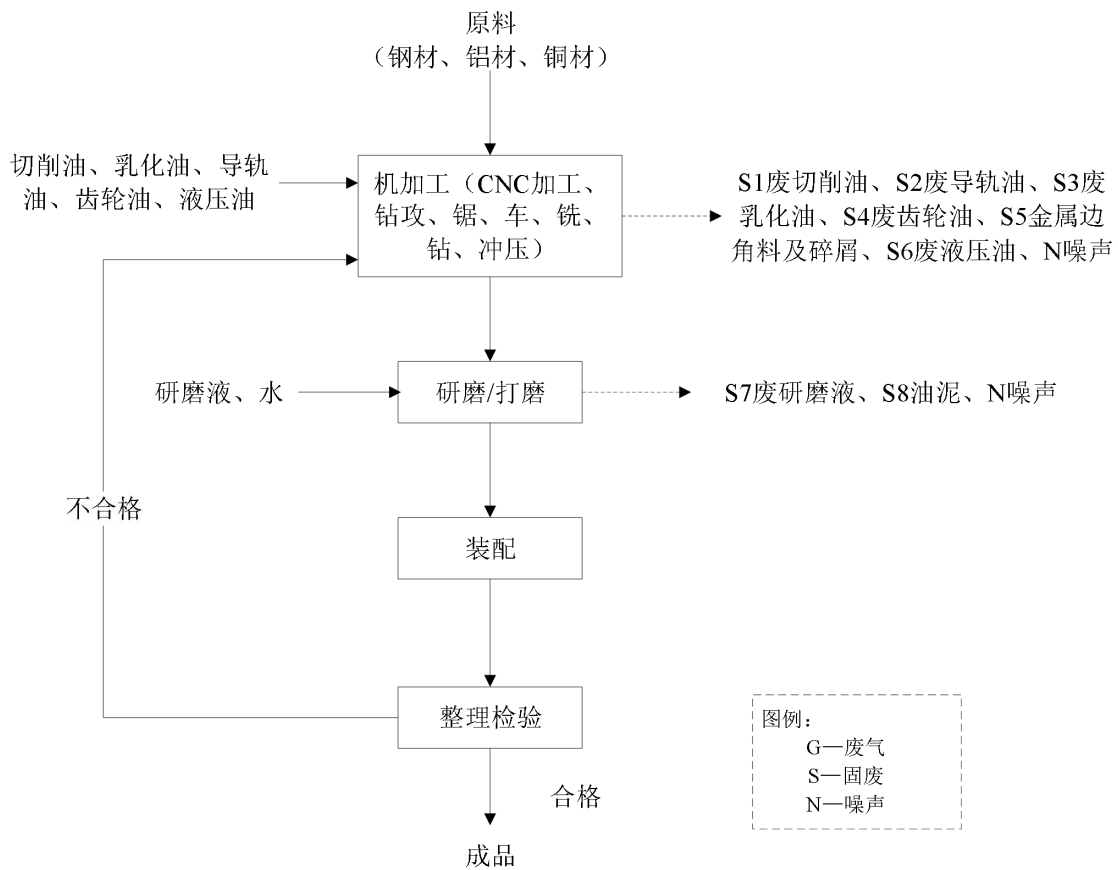 原料
（钢材、铝材、铜材）
切削油、乳化油、导轨
油、齿轮油、液压油
机加工（CNC加工、
钻攻、锯、车、铣、
钻、冲压）
S1废切削油、S2废导轨油、S3废
乳化油、S4废齿轮油、S5金属边
角料及碎屑、S6废液压油、N噪声
研磨液、水
研磨/打磨
S7废研磨液、S8油泥、N噪声
不合格
装配
整理检验
合格
成品
图例：
G—废气
S—固废
N—噪声